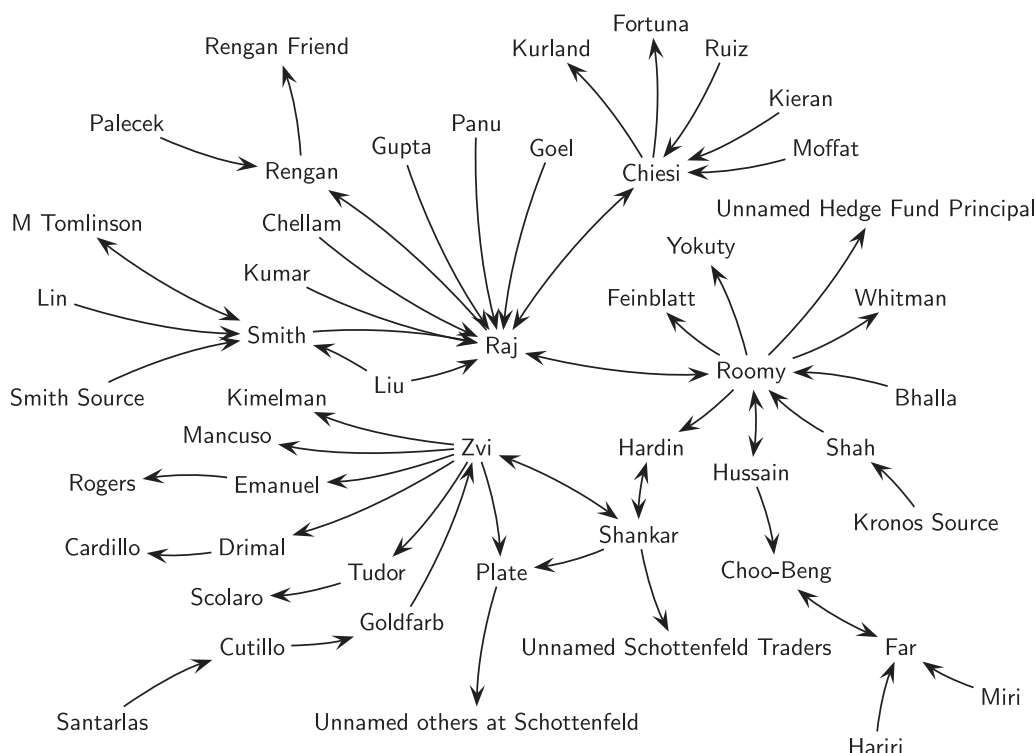 Fortuna
Rengan Friend
Kurland
Ruiz
Kieran
Palecek
Panu
Gupta
Goel
Moffat
Rengan
Chiesi
Unnamed Hedge Fund Principal
M Tomlinson
Chellam
Yokuty
Kumar
Lin
Feinblatt
Whitman
Smith
Raj
Roomy
Liu
Smith Source
Kimelman
Bhalla
Mancuso
Zvi
Hardin
Shah
Rogers
Emanuel
Hussain
Kronos Source
Shankar
Cardillo
Drimal
Tudor
Plate
Choo-Beng
Scolaro
Goldfarb
Cutillo
Unnamed Schottenfeld Traders
Far
Miri
Santarlas
Unnamed others at Schottenfeld
Hariri